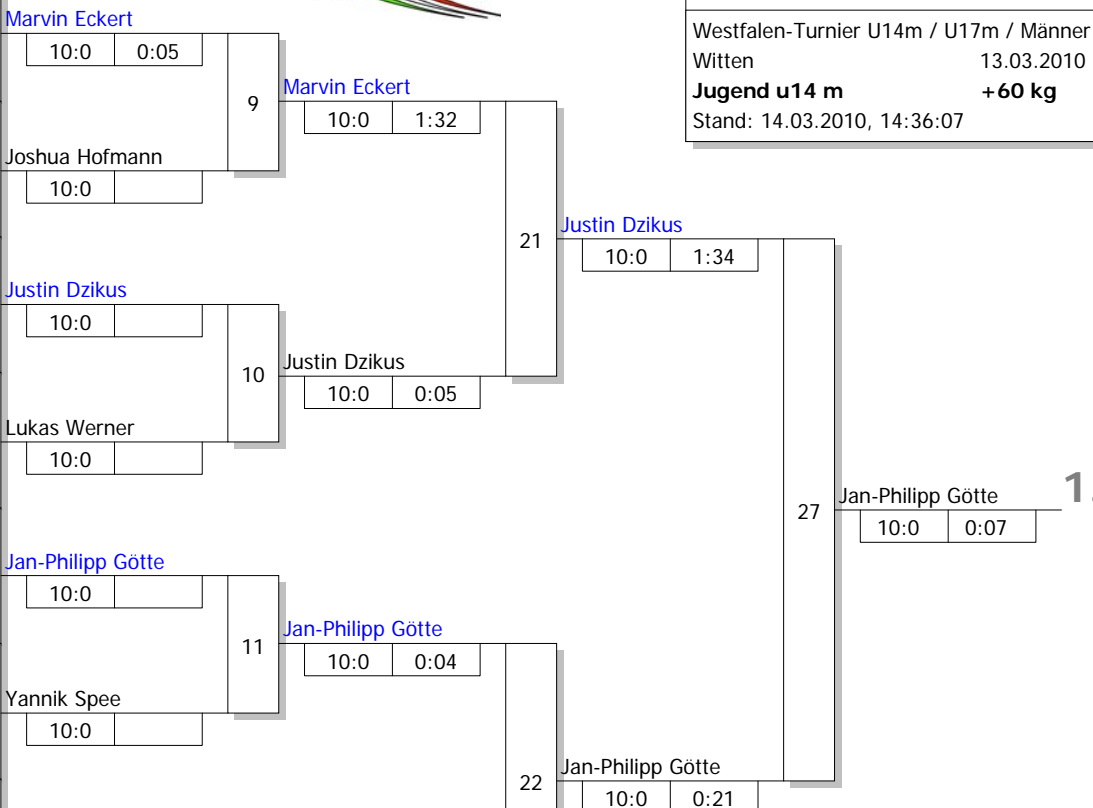 Westfalen-Turnier U14m / U17m / Männer
Witten 13.03.2010
Jugend u14 m +60 kg
Stand: 14.03.2010, 14:36:07
Marvin Eckert
10:0 0:05
9
Joshua Hofmann
10:0
Marvin Eckert
10:0 1:32
Justin Dzikus
10:0
10
Lukas Werner
10:0
Justin Dzikus
10:0 0:05
21
Justin Dzikus
10:0 1:34
Jan-Philipp Götte
10:0
11
Yannik Spee
10:0
Jan-Philipp Götte
10:0 0:04
22
Jan-Philipp Götte
10:0 0:21
27
Jan-Philipp Götte 1.
10:0 0:07